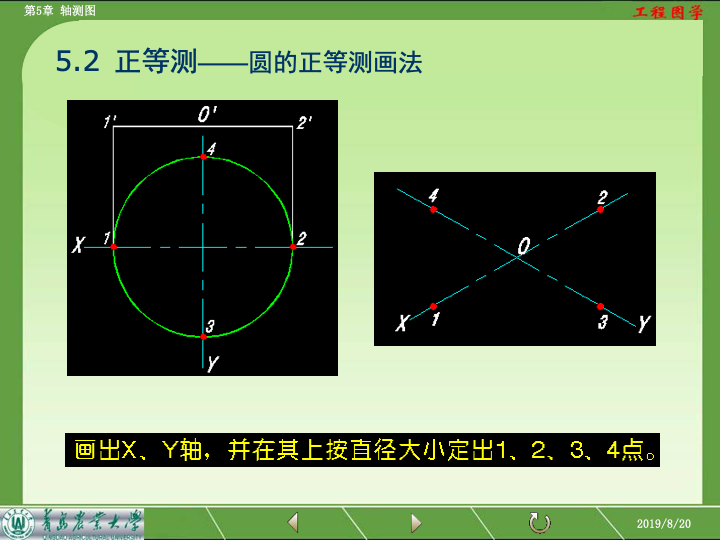 第5章 轴测图
工程图学
5.2 正等测——圆的正等测画法
1' O' 2'
4
X 1 2
3
Y
4 2
O
X 1 3 Y
画出X、Y轴，并在其上按直径大小定出1、2、3、4点。
青岛农业大学
2019/8/20